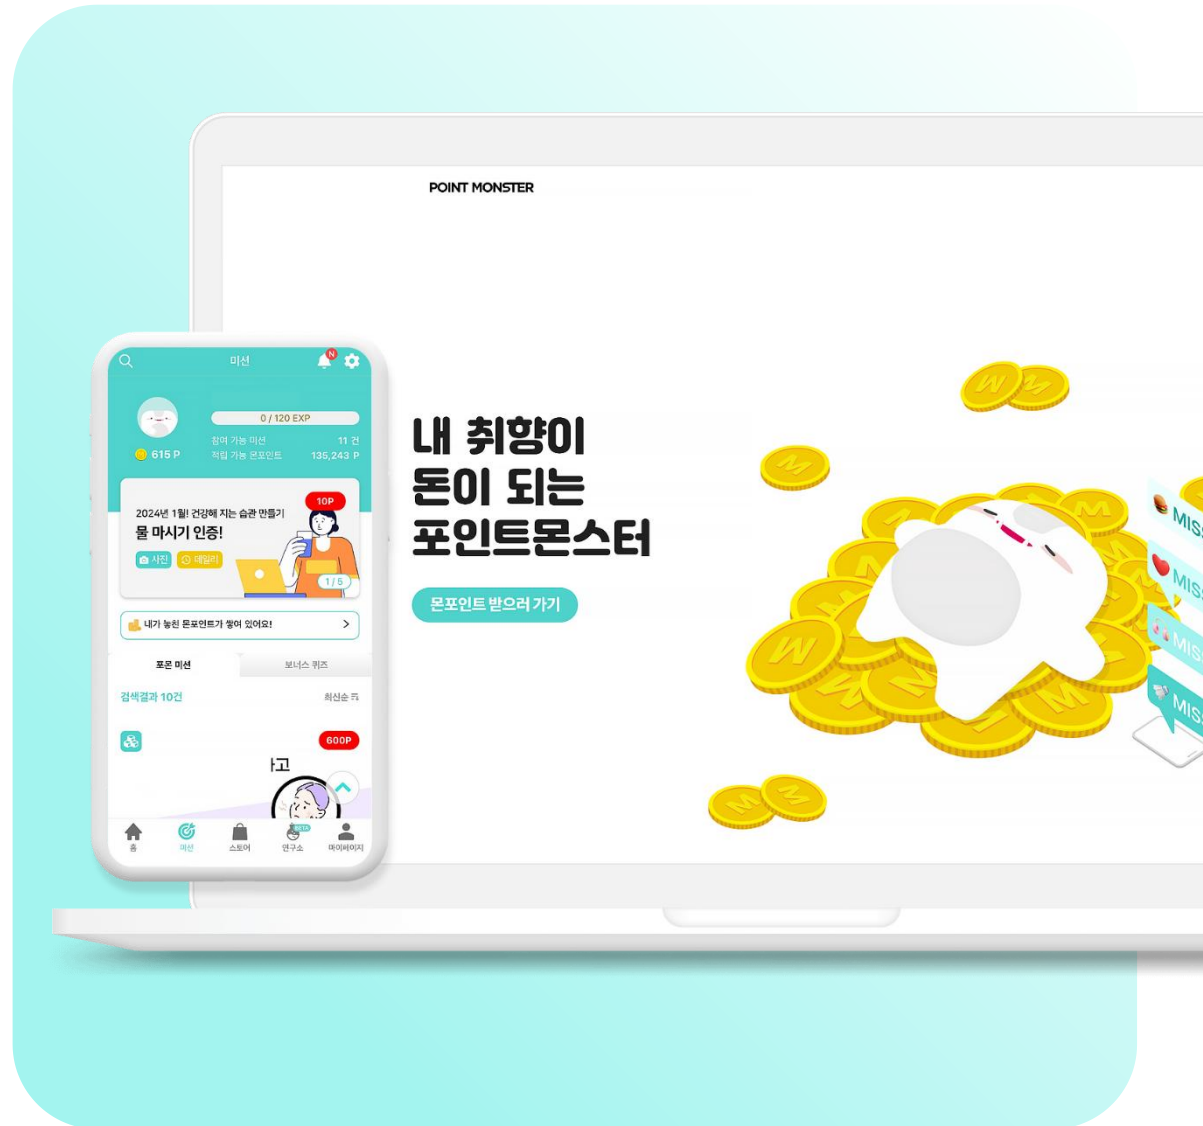 POINT MONSTER
내 취향이
돈이 되는
포인트몬스터
몬포인트 받으러 가기
미션
N
0 / 120 EXP
참여 가능 미션 11 건
615 P
적립 가능 몬포인트 135,243 P
10P
2024년 1월! 건강해 지는 습관 만들기
물 마시기 인증!
사진
데일리
1 / 5
내가 놓친 몬포인트가 쌓여 있어요!
포몬 미션
보너스 퀴즈
검색결과 10건
최신순
600P
하고
홈
미션
스토어
BETA
연구소
마이페이지
MISS
MISS
MISS
MISS